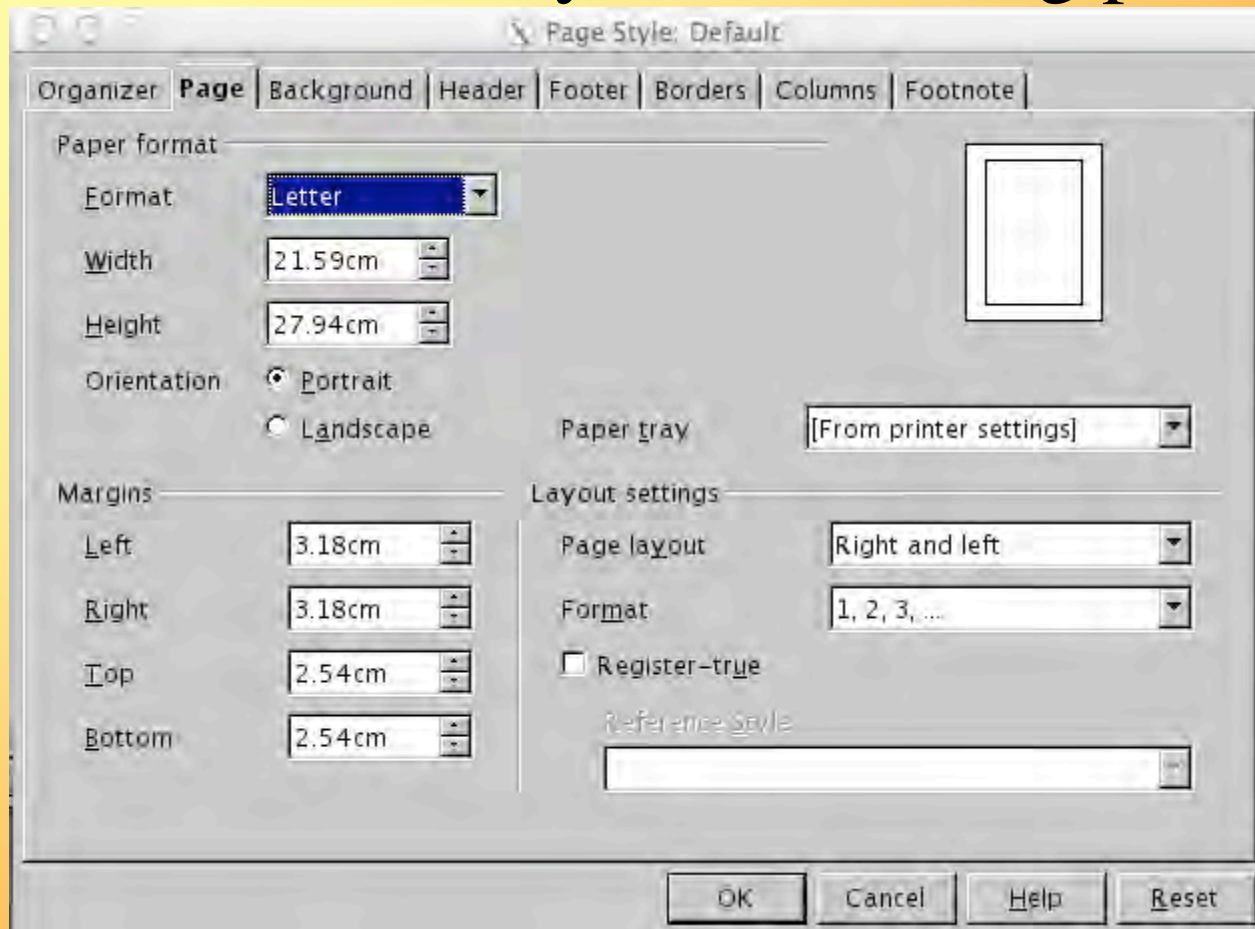 Page Style: Default
Organizer Page Background Header Footer Borders Columns Footnote
Paper format
Format Letter
Width 21.59cm
Height 27.94cm
Orientation Portrait
Landscape
Paper tray [From printer settings]
Margins
Left 3.18cm
Right 3.18cm
Top 2.54cm
Bottom 2.54cm
Layout settings
Page layout Right and left
Format 1, 2, 3, ...
Register-true
Reference Style
OK Cancel Help Reset